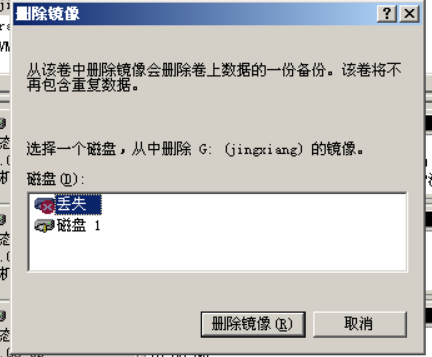 删除镜像
从该卷中删除镜像会删除卷上数据的一份备份。该卷将不
再包含重复数据。
选择一个磁盘，从中删除 G: (jingxiang) 的镜像。
磁盘(D):
丢失
磁盘 1
删除镜像(R)
取消